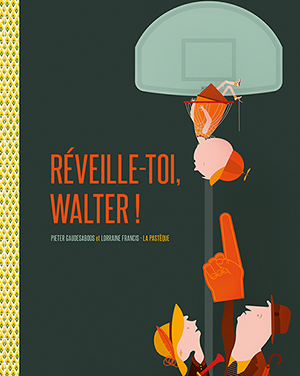 RÉVEILLE-TOI,
WALTER !
PIETER GAUDESABOOS et LORRAINE FRANCIS - LA PASTÈQUE